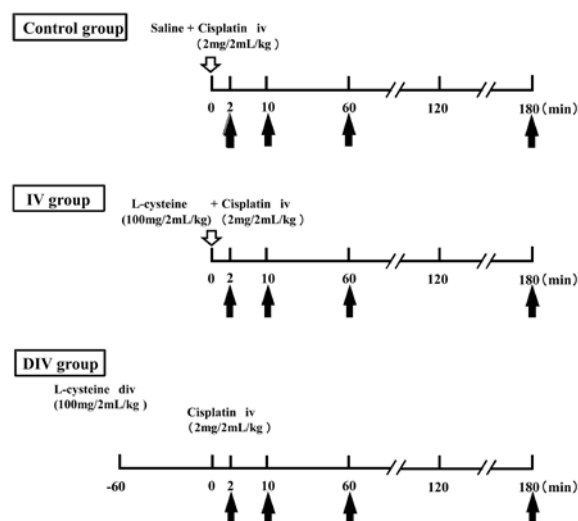 Control group
Saline + Cisplatin iv
(2mg/2mL/kg)
0 2 10 60 120 180 (min)
IV group
L-cysteine + Cisplatin iv
(100mg/2mL/kg) (2mg/2mL/kg)
0 2 10 60 120 180 (min)
DIV group
L-cysteine div
(100mg/2mL/kg)
Cisplatin iv
(2mg/2mL/kg)
-60 0 2 10 60 120 180 (min)